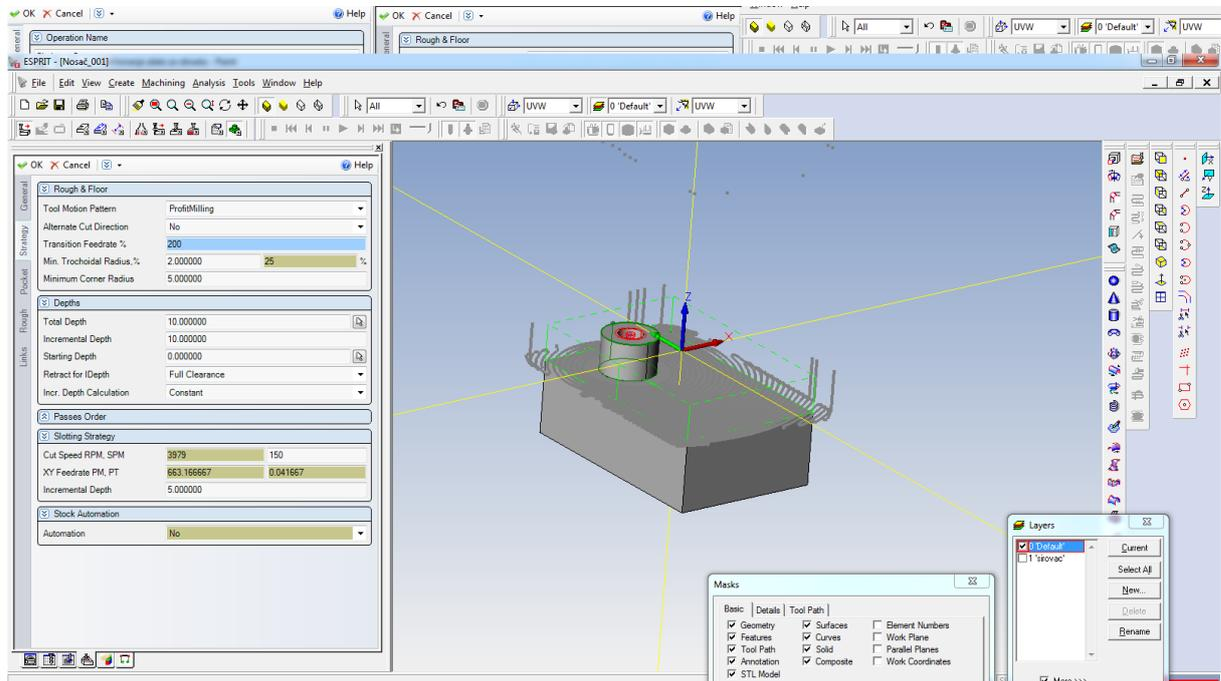 OK Cancel Help
OK Cancel Help
Operation Name
Rough & Floor
All
UVW
0 'Default'
UVW
ESPRIT - [Nosač_001]
File Edit View Create Machining Analysis Tools Window Help
All
UVW
0 'Default'
UVW
OK Cancel Help
General
Strategy
Pocket
Rough
Links
Rough & Floor
Tool Motion Pattern ProfitMilling
Alternate Cut Direction No
Transition Feedrate % 200
Min. Trochoidal Radius,% 2.000000 25 %
Minimum Corner Radius 5.000000
Depths
Total Depth 10.000000
Incremental Depth 10.000000
Starting Depth 0.000000
Retract for IDepth Full Clearance
Incr. Depth Calculation Constant
Passes Order
Slotting Strategy
Cut Speed RPM, SPM 3979 150
XY Feedrate PM, PT 663.166667 0.041667
Incremental Depth 5.000000
Stock Automation
Automation No
Z
X
Layers
0 'Default'
1 'sirovac'
Current
Select All
New...
Delete
Rename
More >>>
Masks
Basic Details Tool Path
Geometry Surfaces Element Numbers
Features Curves Work Plane
Tool Path Solid Parallel Planes
Annotation Composite Work Coordinates
STL Model